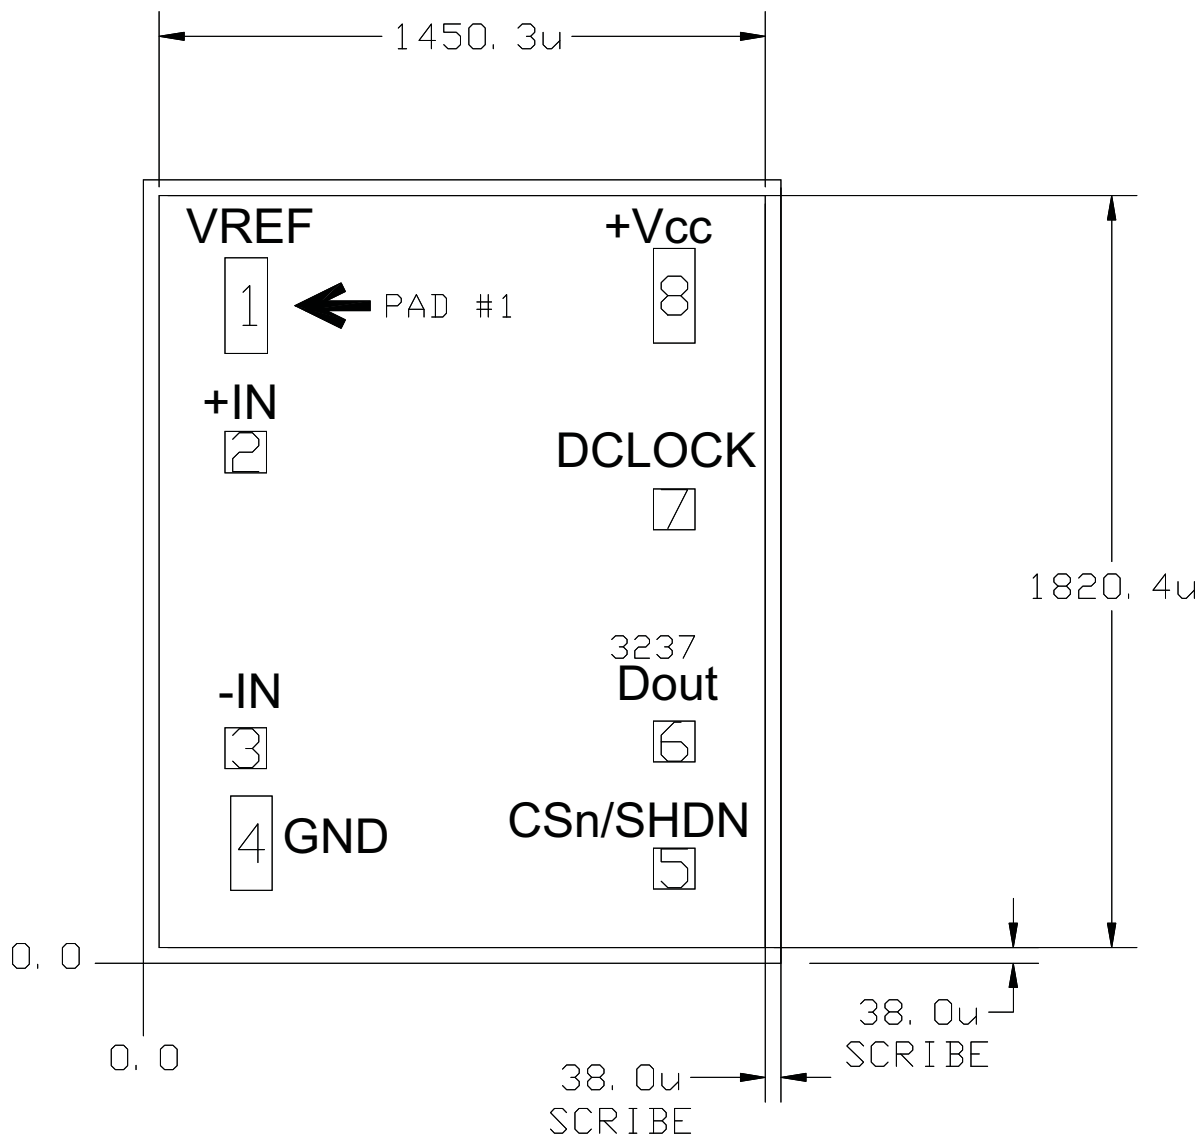 1450. 3u
VREF
+Vcc
1
PAD #1
8
+IN
2
DCLOCK
7
1820. 4u
3237
-IN
Dout
3
6
CSn/SHDN
4
GND
5
0. 0
38. 0u
SCRIBE
0. 0
38. 0u
SCRIBE